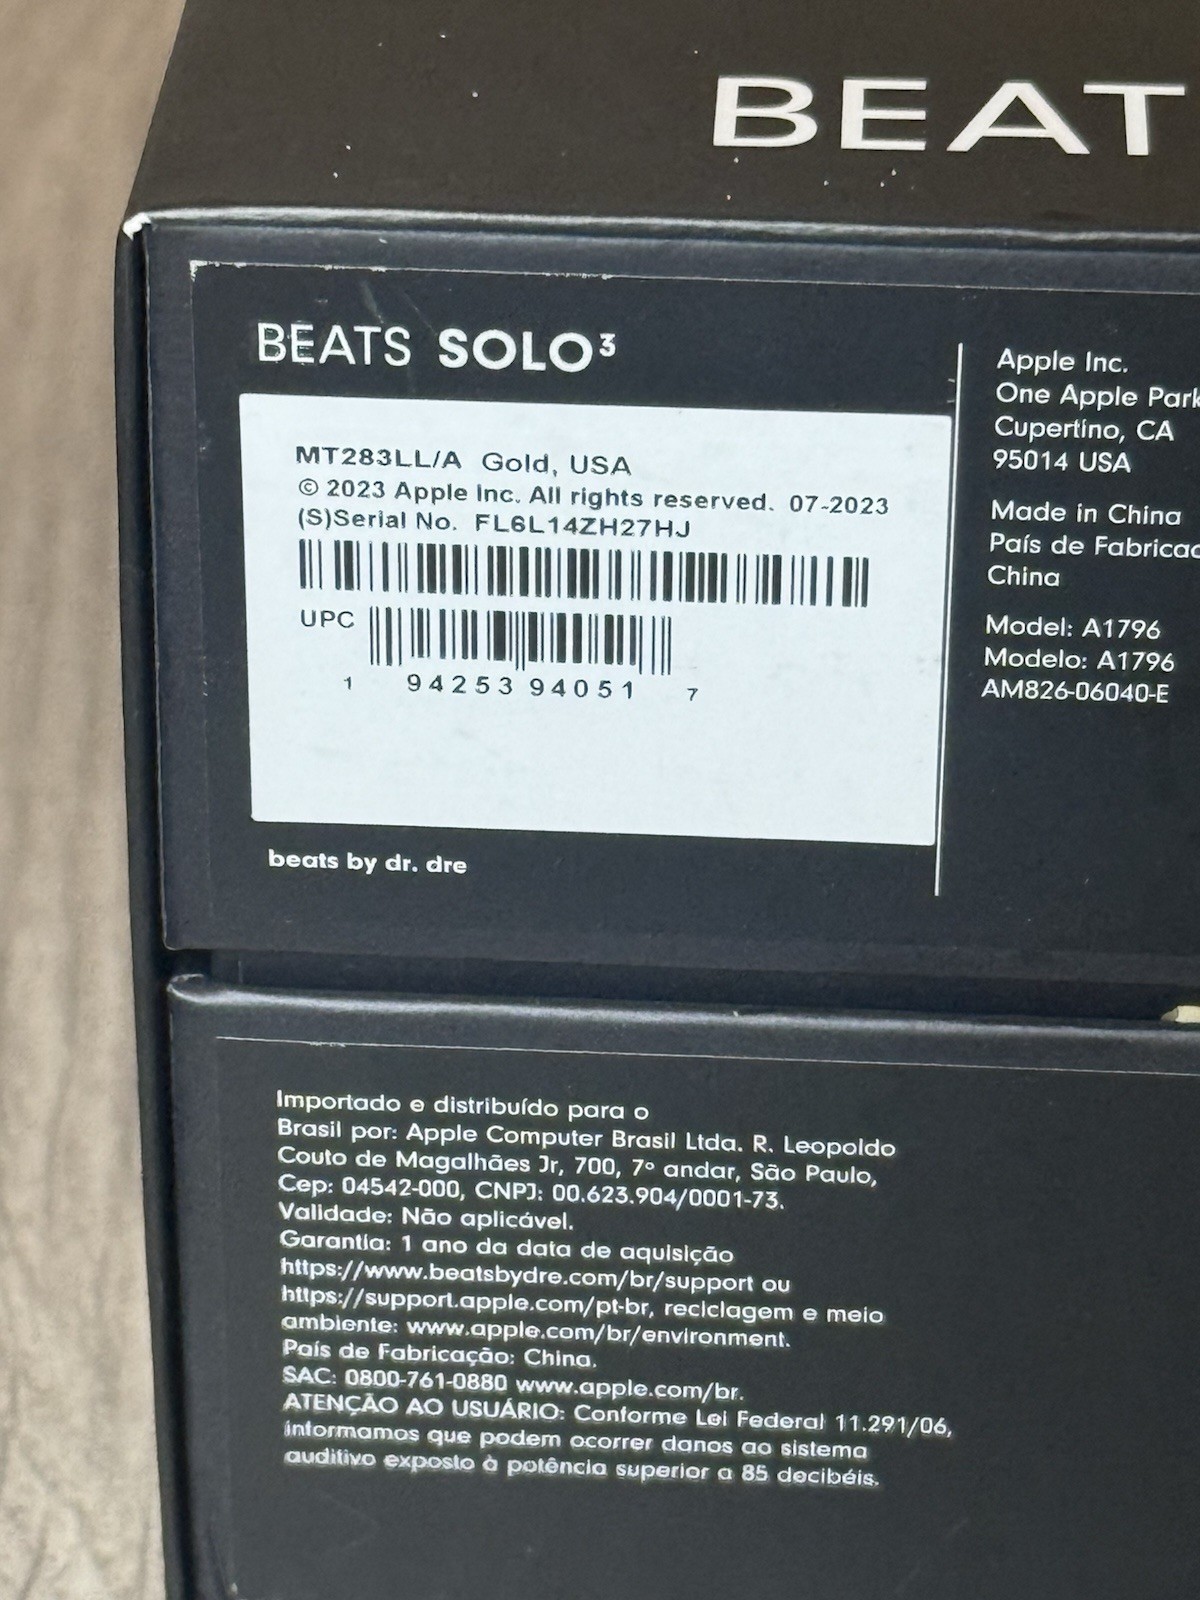 BEAT
BEATS SOLO³
MT283LL/A Gold, USA
© 2023 Apple Inc. All rights reserved. 07-2023
(S)Serial No. FL6L14ZH27HJ
UPC
1 94253 94051 7
beats by dr. dre
Apple Inc.
One Apple Park
Cupertino, CA
95014 USA
Made in China
País de Fabricac
China
Model: A1796
Modelo: A1796
AM826-06040-E
Importado e distribuído para o
Brasil por: Apple Computer Brasil Ltda. R. Leopoldo
Couto de Magalhães Jr, 700, 7º andar, São Paulo,
Cep: 04542-000, CNPJ: 00.623.904/0001-73.
Validade: Não aplicável.
Garantia: 1 ano da data de aquisição
https://www.beatsbydre.com/br/support ou
https://support.apple.com/pt-br, reciclagem e meio
ambiente: www.apple.com/br/environment.
País de Fabricação: China.
SAC: 0800-761-0880 www.apple.com/br.
ATENÇÃO AO USUÁRIO: Conforme Lei Federal 11.291/06,
informamos que podem ocorrer danos ao sistema
auditivo exposto à potência superior a 85 decibéis.